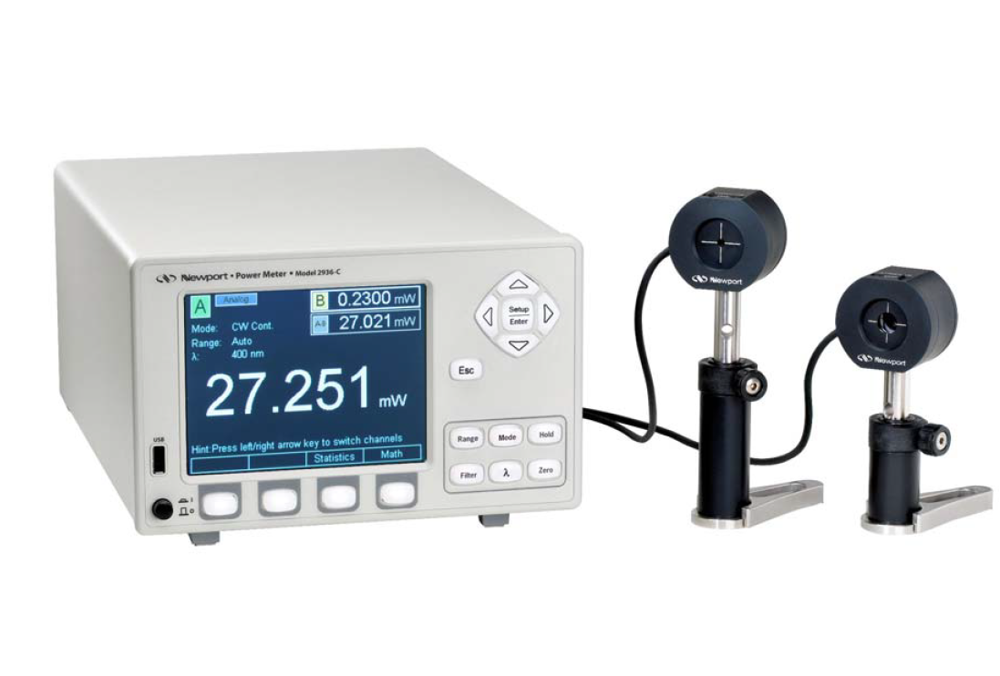 Newport • Power Meter • Model 2936-C
A Analog
B 0.2300 mW
A-B 27.021 mW
Mode: CW Cont.
Range: Auto
λ: 400 nm
27.251 mW
Hint:Press left/right arrow key to switch channels
Statistics Math
Setup
Enter
Esc
Range Mode Hold
Filter λ Zero
USB
Newport
Newport